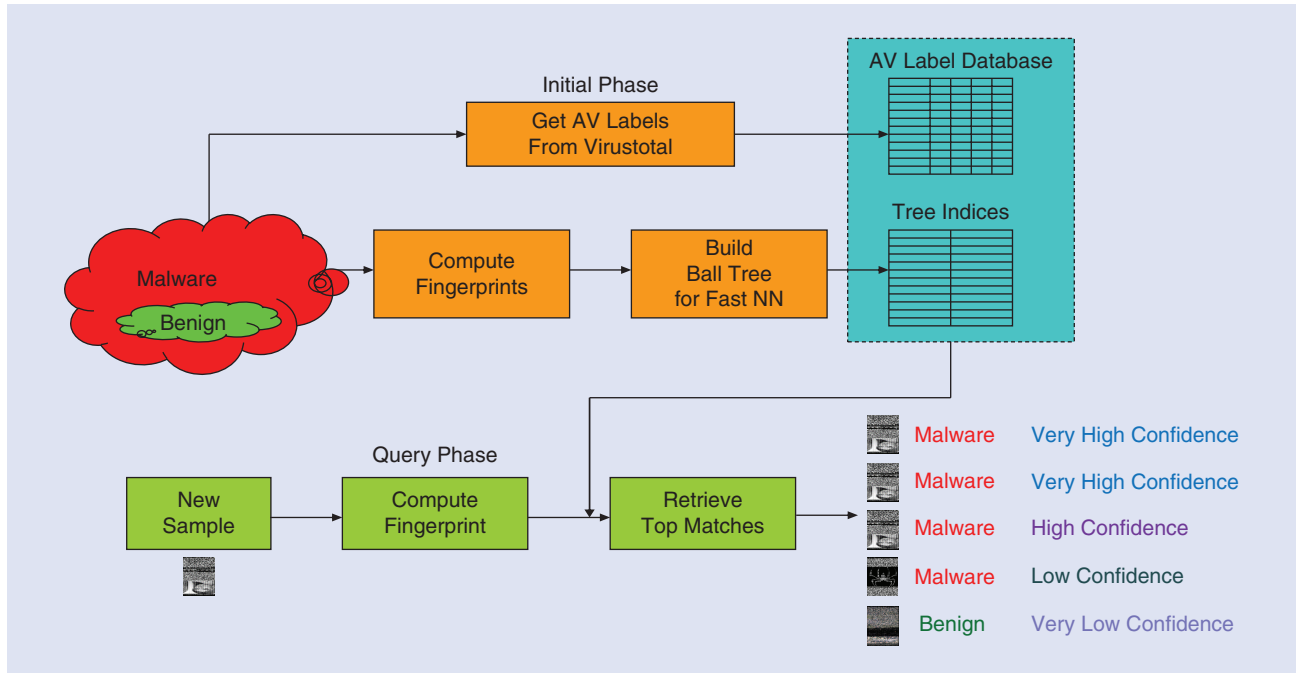 AV Label Database
Initial Phase
Get AV Labels
From Virustotal
Tree Indices
Malware
Benign
Compute
Fingerprints
Build
Ball Tree
for Fast NN
Query Phase
New
Sample
Compute
Fingerprint
Retrieve
Top Matches
Malware Very High Confidence
Malware Very High Confidence
Malware High Confidence
Malware Low Confidence
Benign Very Low Confidence